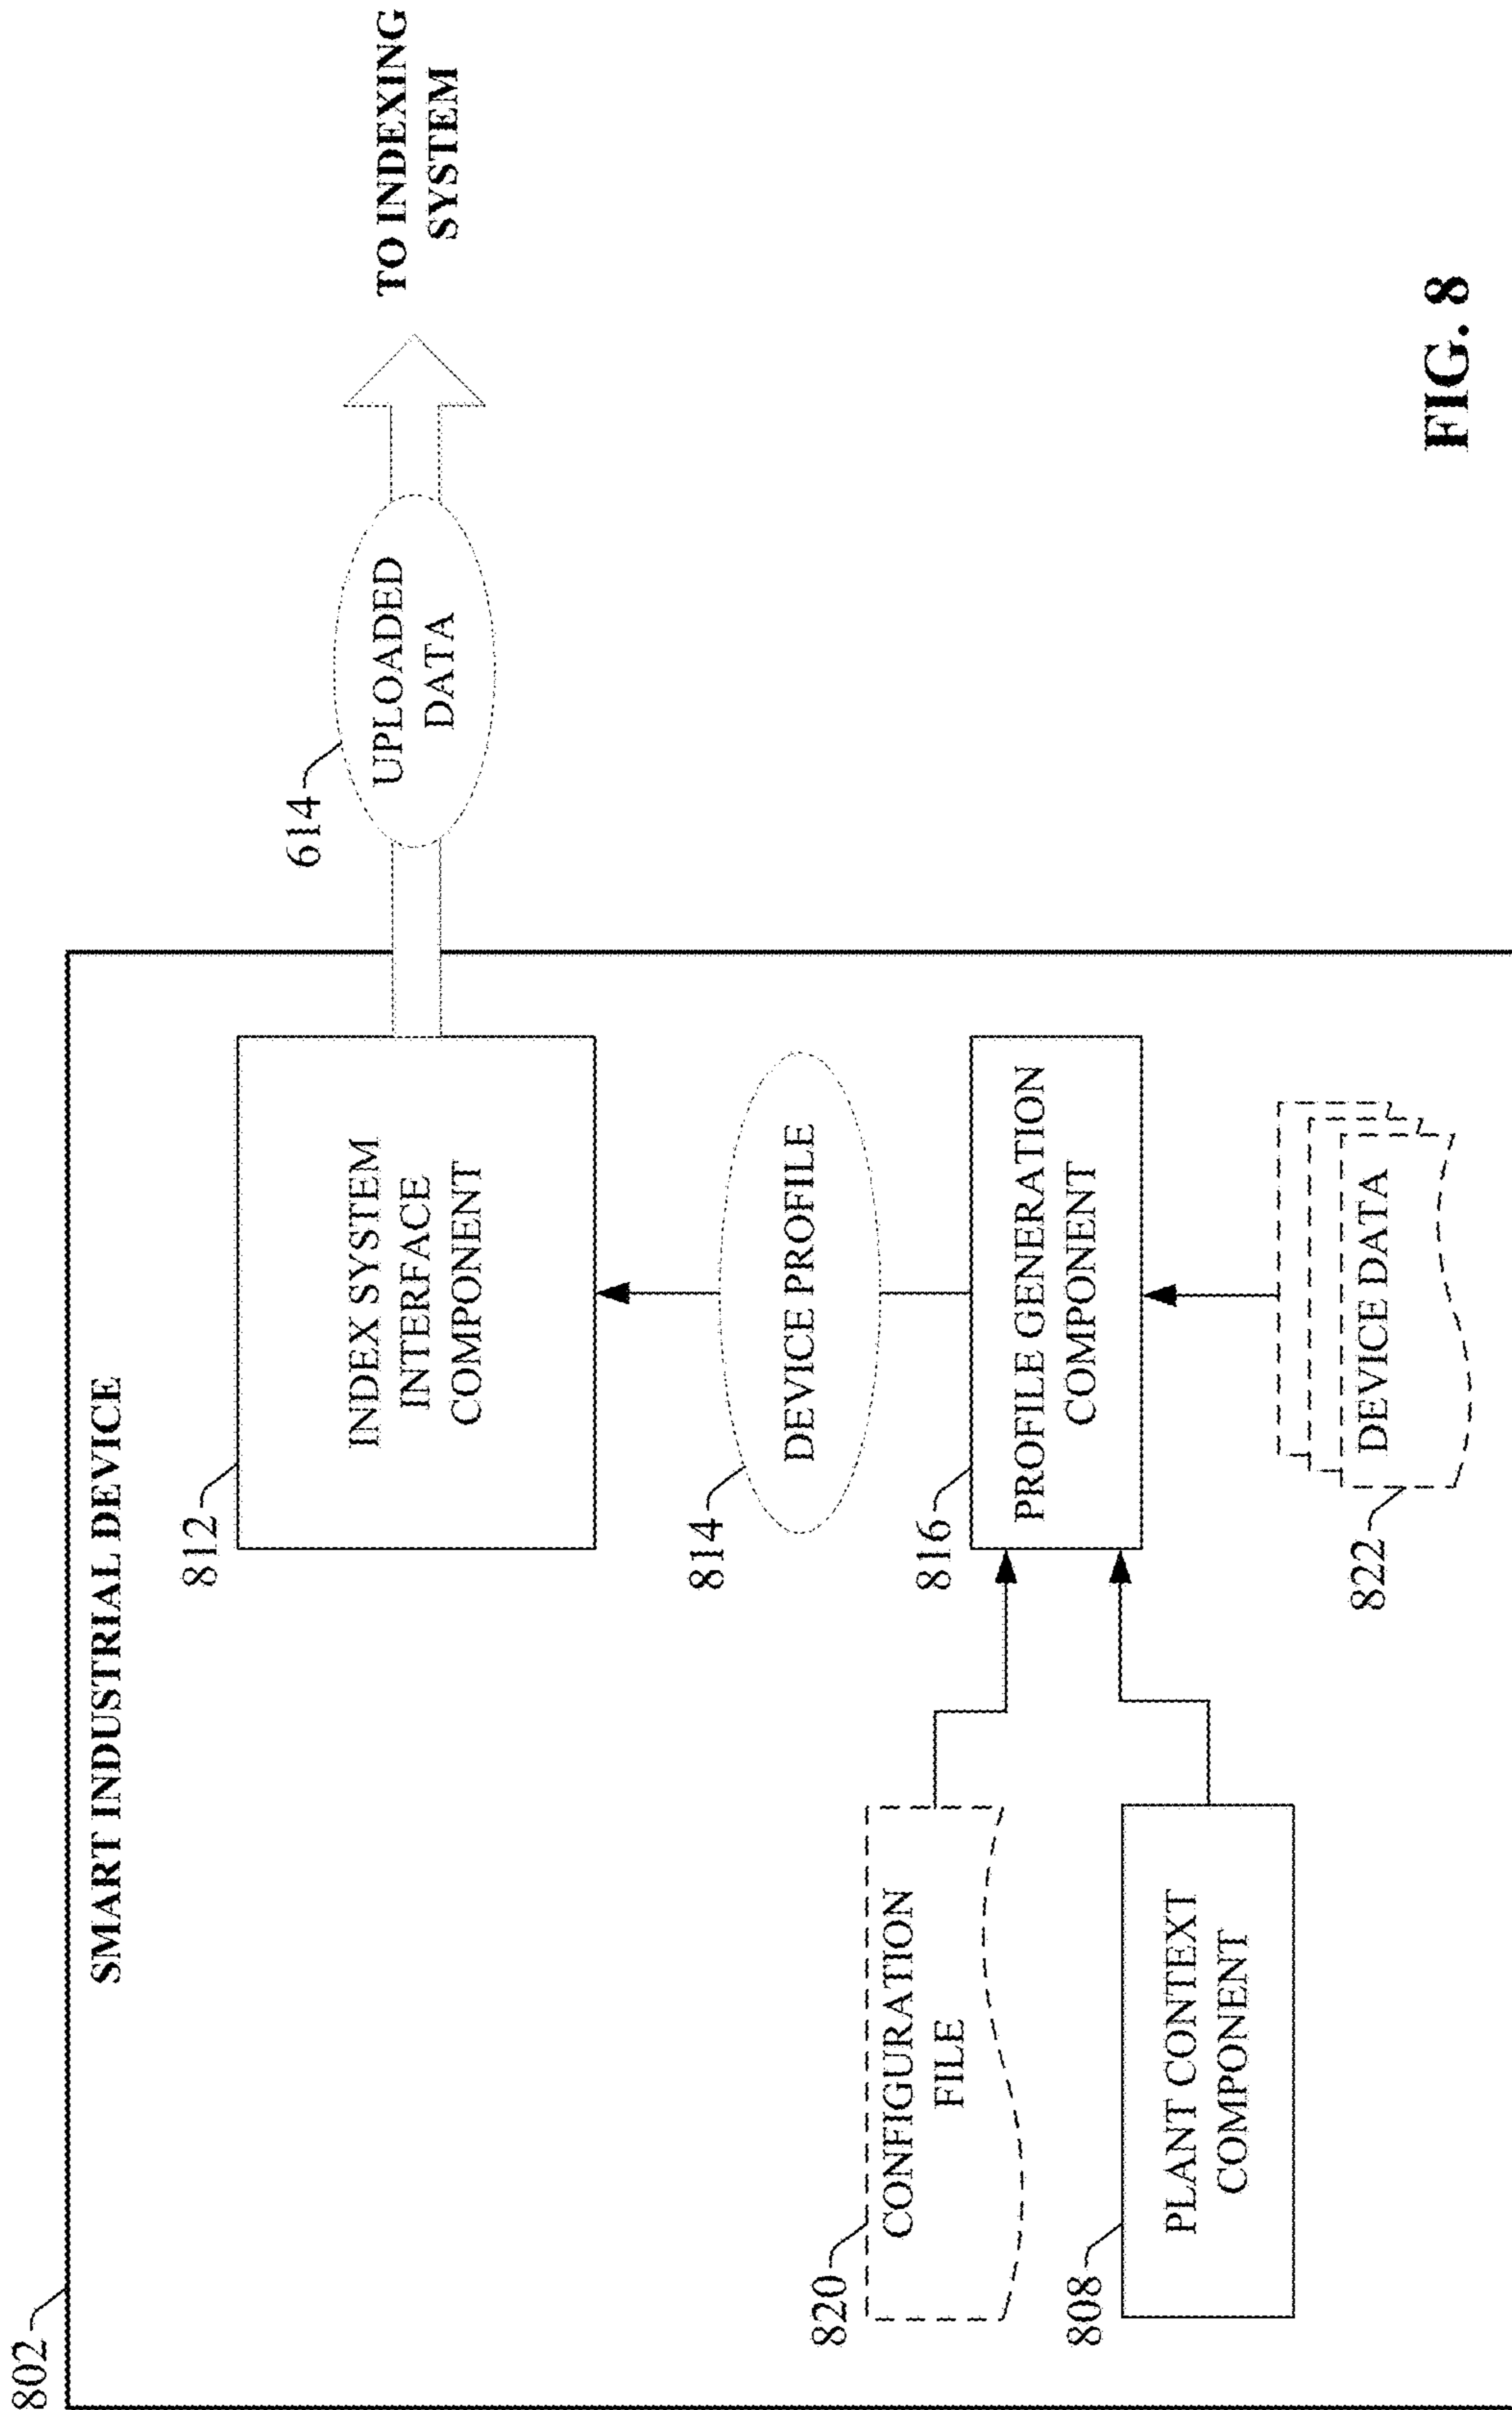 802
SMART INDUSTRIAL DEVICE
812
INDEX SYSTEM
INTERFACE
COMPONENT
614
UPLOADED
DATA
TO INDEXING
SYSTEM
814
DEVICE PROFILE
820
CONFIGURATION
FILE
816
PROFILE GENERATION
COMPONENT
808
PLANT CONTEXT
COMPONENT
822
DEVICE DATA
FIG. 8